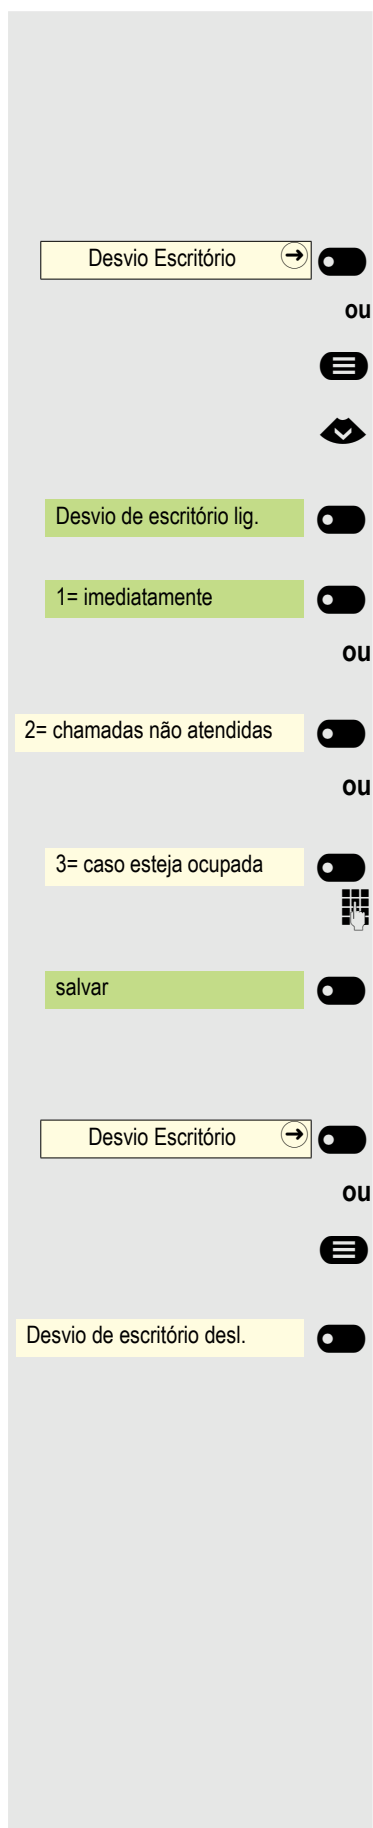 Desvio Escritório
ou
Desvio de escritório lig.
1= imediatamente
ou
2= chamadas não atendidas
ou
3= caso esteja ocupada
salvar
Desvio Escritório
ou
Desvio de escritório desl.